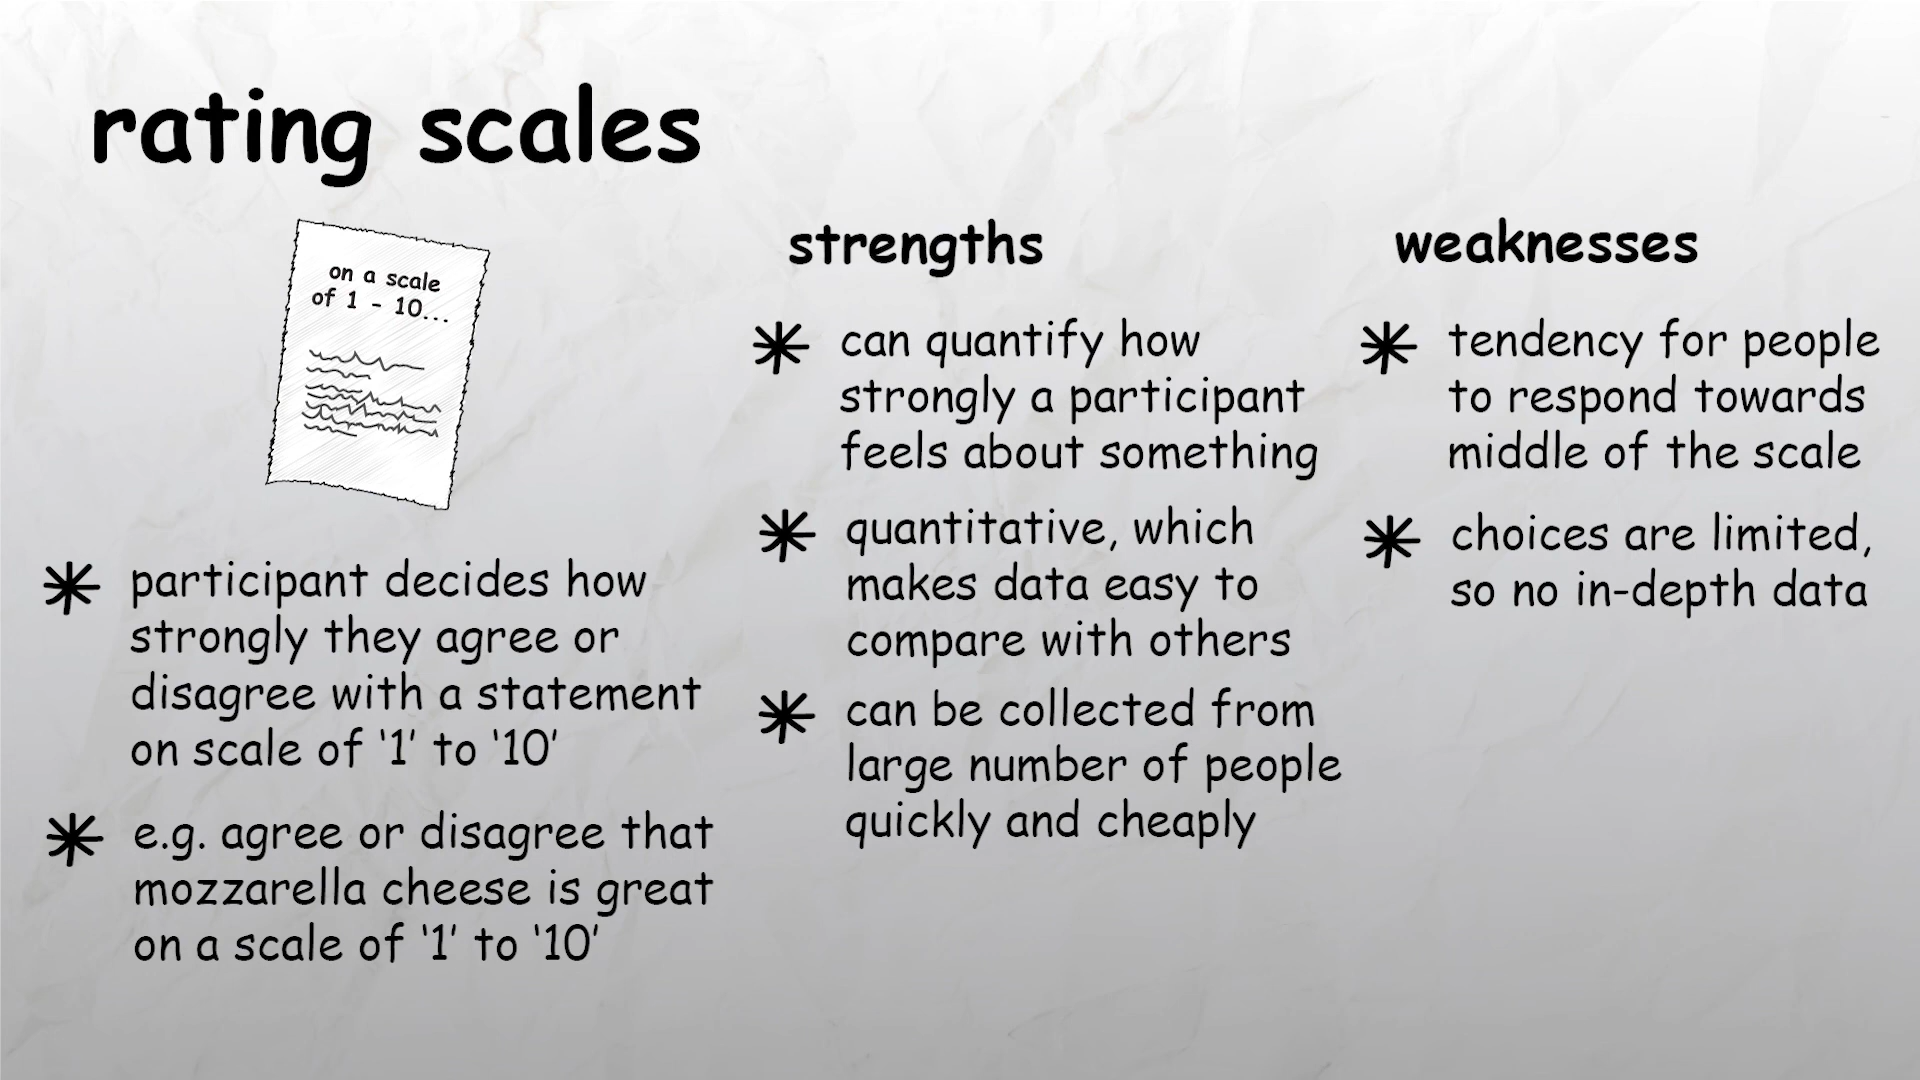 rating scales
on a scale
of 1 - 10...
participant decides how
strongly they agree or
disagree with a statement
on scale of ‘1’ to ‘10’
e.g. agree or disagree that
mozzarella cheese is great
on a scale of ‘1’ to ‘10’
strengths
can quantify how
strongly a participant
feels about something
quantitative, which
makes data easy to
compare with others
can be collected from
large number of people
quickly and cheaply
weaknesses
tendency for people
to respond towards
middle of the scale
choices are limited,
so no in-depth data